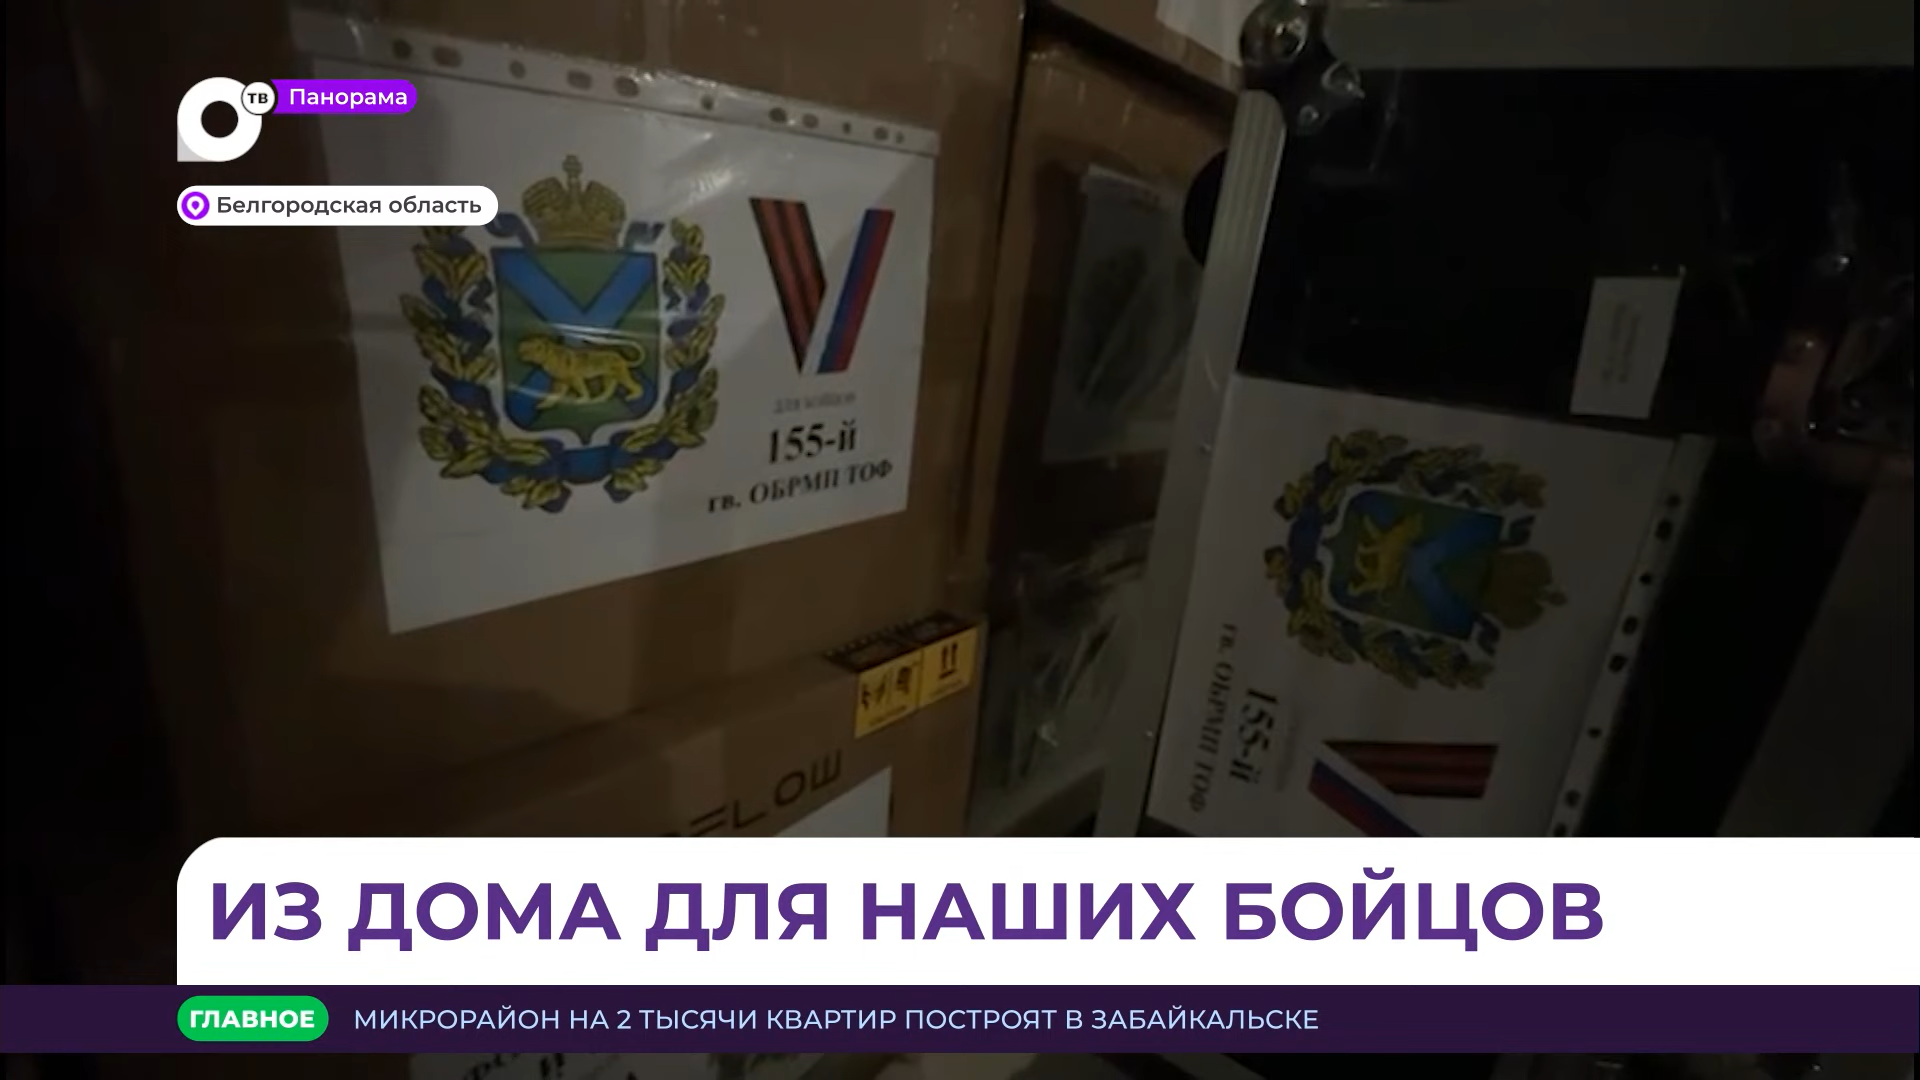 ТВ Панорама
Белгородская область
ДЛЯ БОЙЦОВ
155-й
гв. ОБРМП ТОФ
155-й
гв. ОБРМП ТОФ
FLOW
ИЗ ДОМА ДЛЯ НАШИХ БОЙЦОВ
ГЛАВНОЕ МИКРОРАЙОН НА 2 ТЫСЯЧИ КВАРТИР ПОСТРОЯТ В ЗАБАЙКАЛЬСКЕ